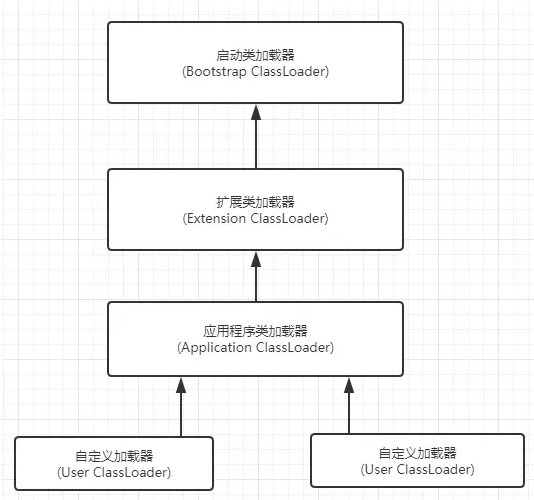 启动类加载器
(Bootstrap ClassLoader)
扩展类加载器
(Extension ClassLoader)
应用程序类加载器
(Application ClassLoader)
自定义加载器
(User ClassLoader)
自定义加载器
(User ClassLoader)